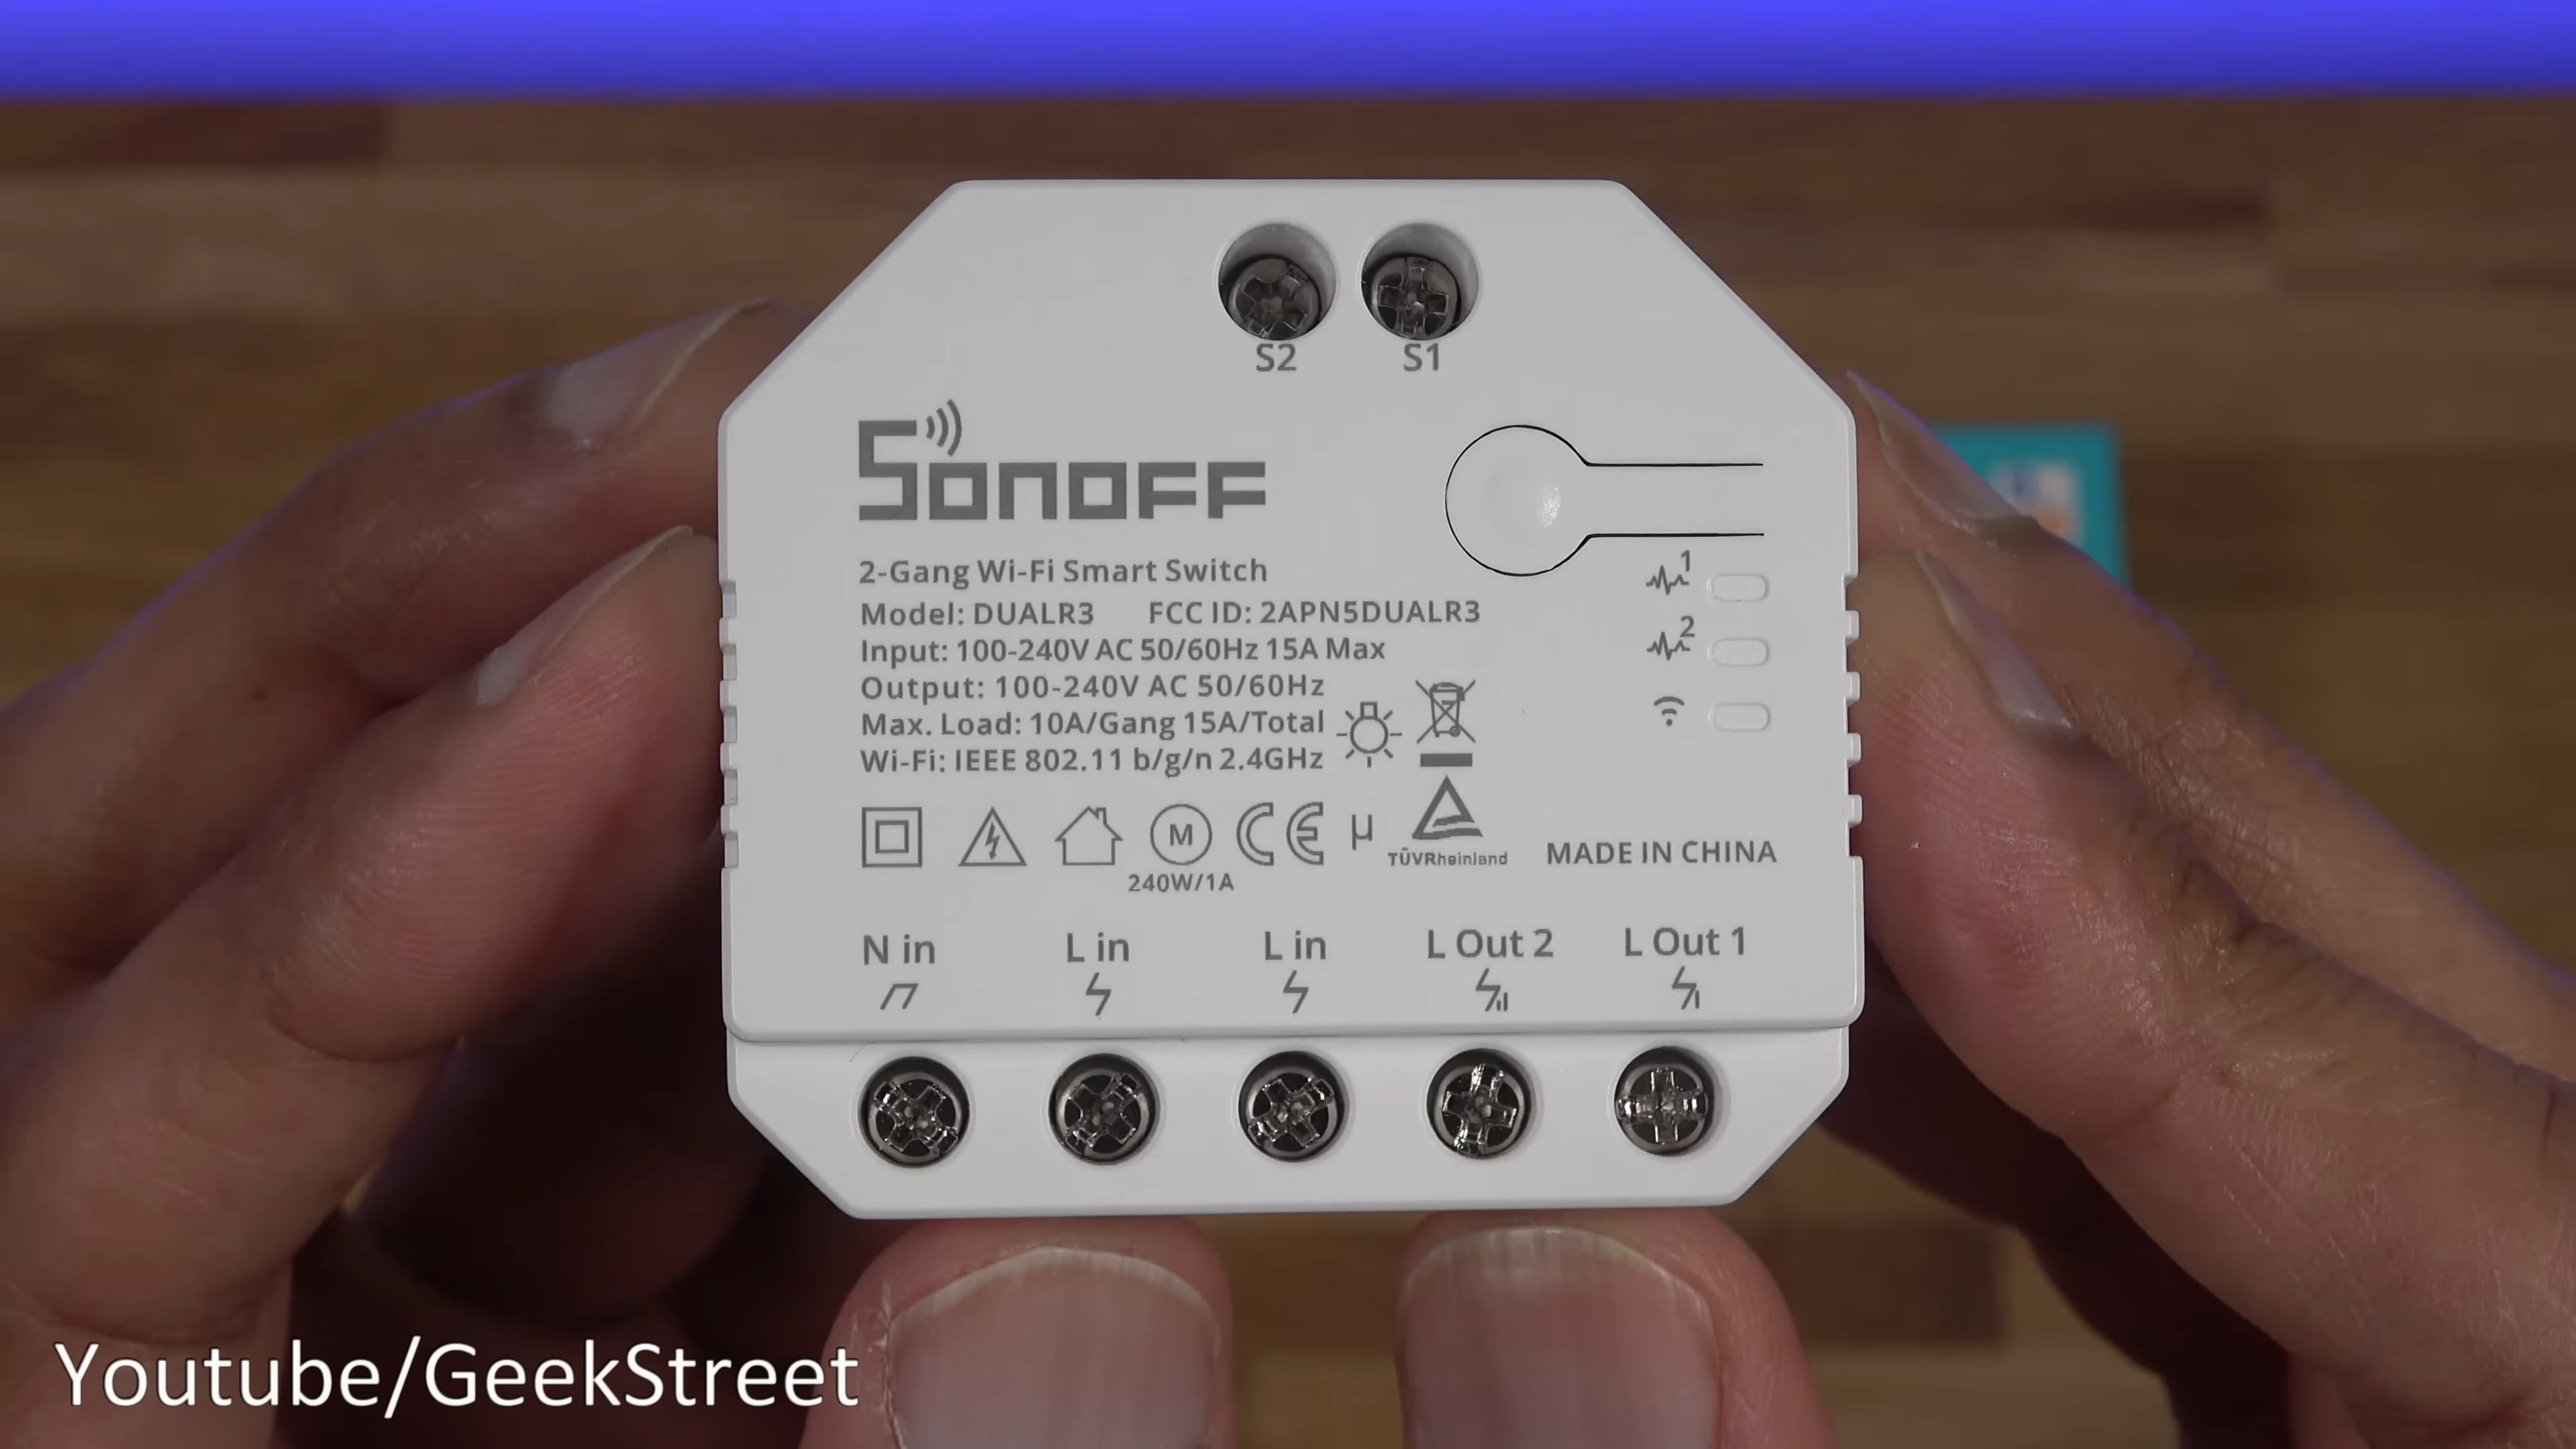 S2 S1
SONOFF
2-Gang Wi-Fi Smart Switch
Model: DUALR3 FCC ID: 2APN5DUALR3
Input: 100-240V AC 50/60Hz 15A Max
Output: 100-240V AC 50/60Hz
Max. Load: 10A/Gang 15A/Total
Wi-Fi: IEEE 802.11 b/g/n 2.4GHz
1
2
M CE μ
240W/1A
TÜVRheinland
MADE IN CHINA
N in L in L in L Out 2 L Out 1
Youtube/GeekStreet